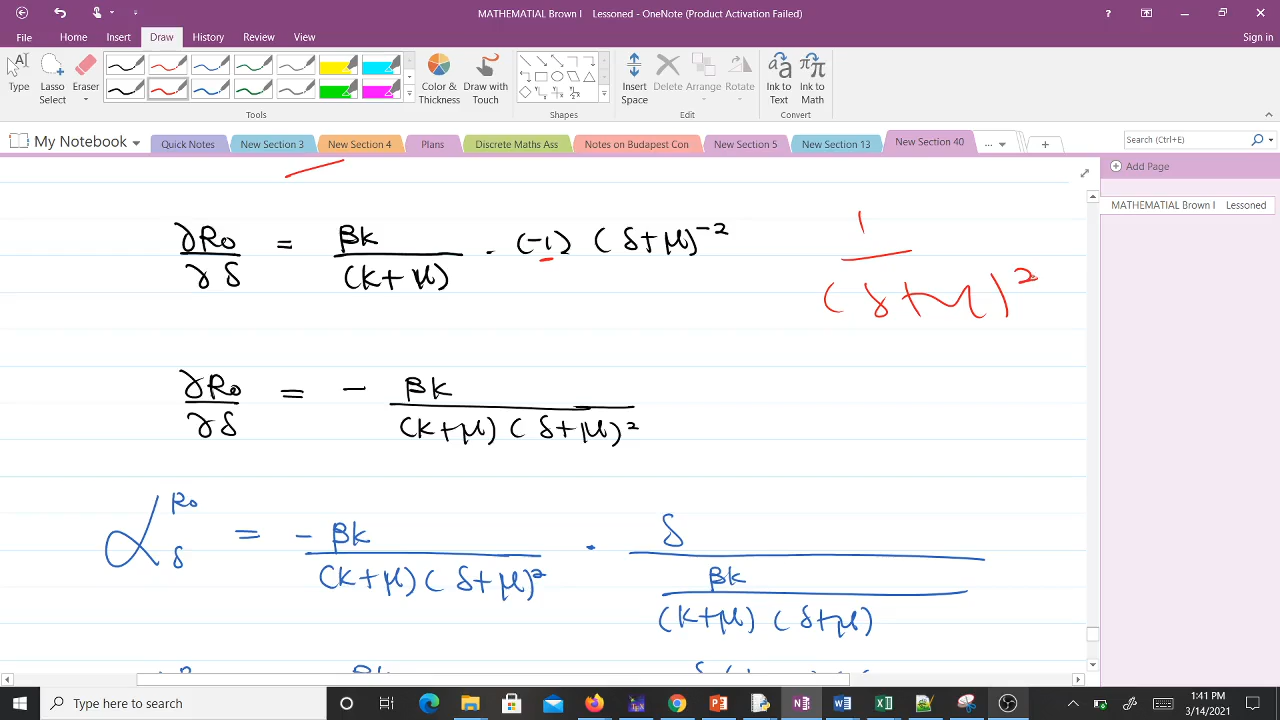 MATHEMATIAL Brown I Lessoned - OneNote (Product Activation Failed)
File Home Insert Draw History Review View Sign in
Type Lasso Select Eraser Color & Thickness Draw with Touch Insert Space Delete Arrange Rotate Ink to Text Ink to Math
Tools Shapes Edit Convert
My Notebook Quick Notes New Section 3 New Section 4 Plans Discrete Maths Ass Notes on Budapest Con New Section 5 New Section 13 New Section 40 ... Search (Ctrl+E)
Add Page
MATHEMATIAL Brown I Lessoned
∂R₀/∂δ = βk/(k+μ) · (-1) (δ+μ)⁻²
1/(δ+μ)²
∂R₀/∂δ = - βk/((k+μ)(δ+μ)²)
α^R₀_δ = -βk/((k+μ)(δ+μ)²) · δ/(βk/((k+μ)(δ+μ)))
Type here to search
1:41 PM
3/14/2021